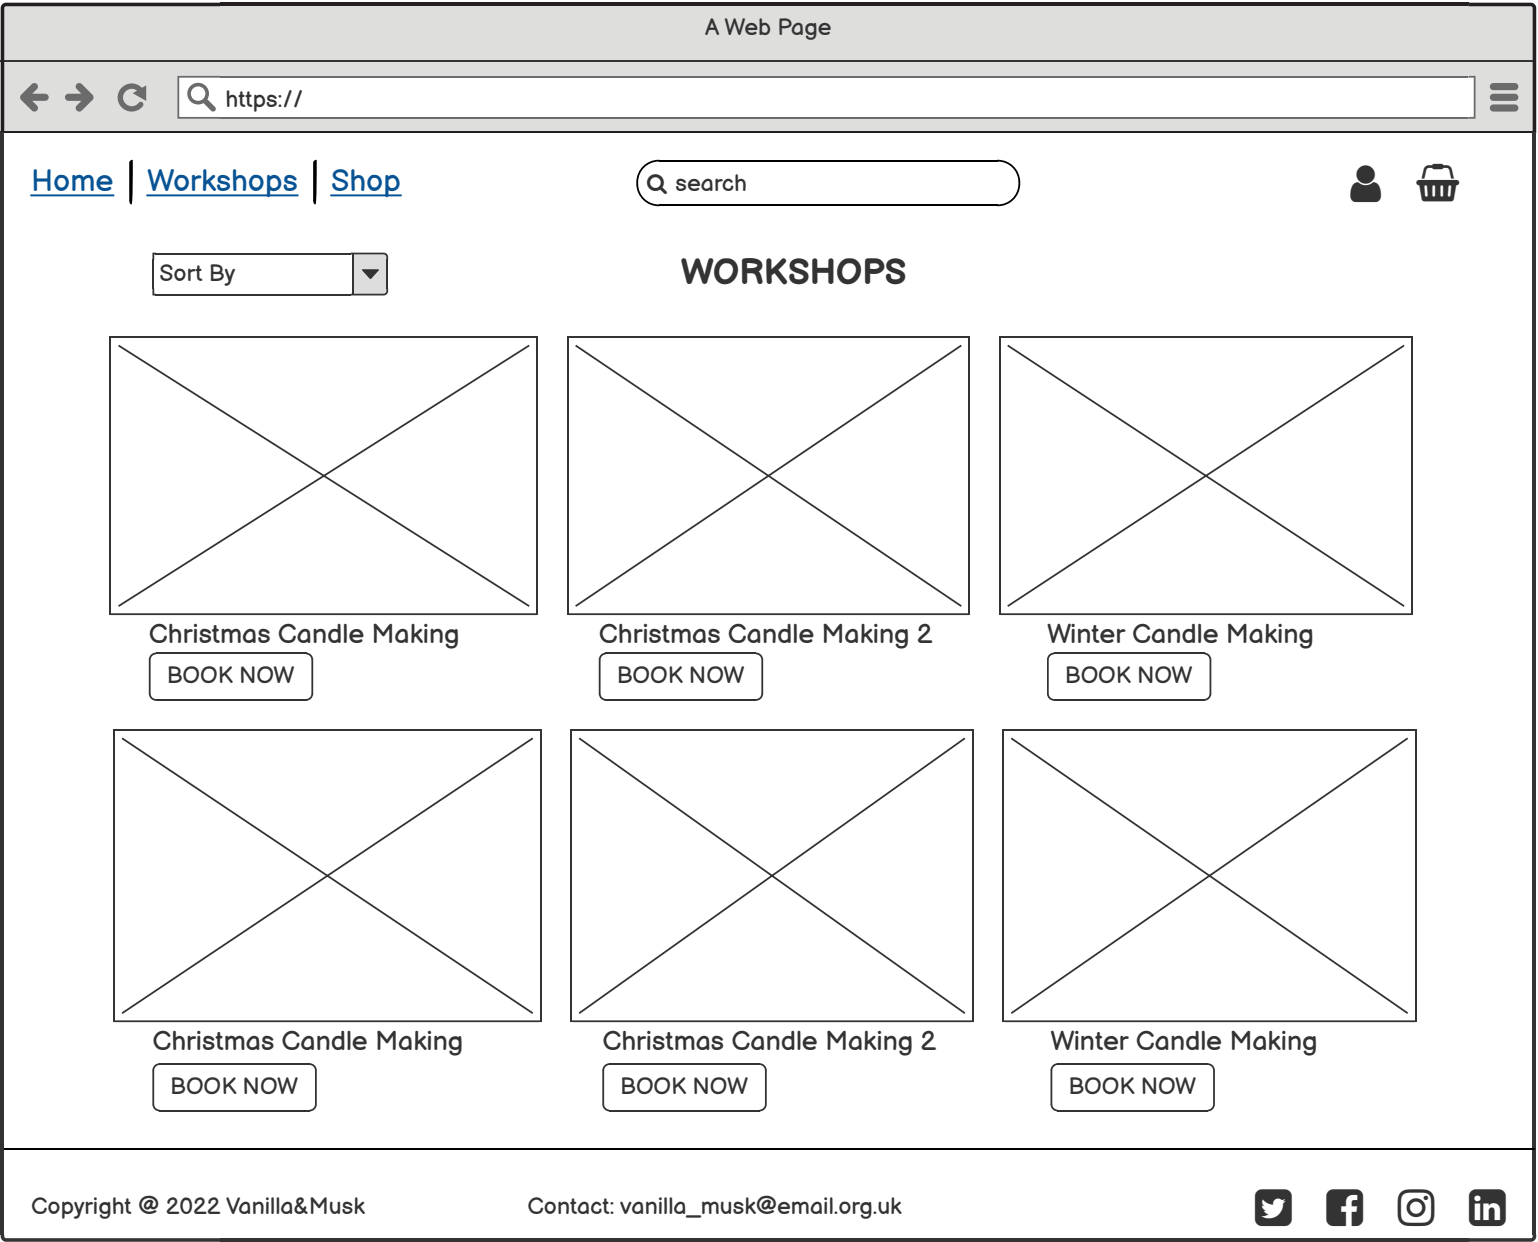 A Web Page
https://
Home Workshops Shop
search
Sort By
WORKSHOPS
Christmas Candle Making
BOOK NOW
Christmas Candle Making 2
BOOK NOW
Winter Candle Making
BOOK NOW
Christmas Candle Making
BOOK NOW
Christmas Candle Making 2
BOOK NOW
Winter Candle Making
BOOK NOW
Copyright @ 2022 Vanilla&Musk
Contact: vanilla_musk@email.org.uk